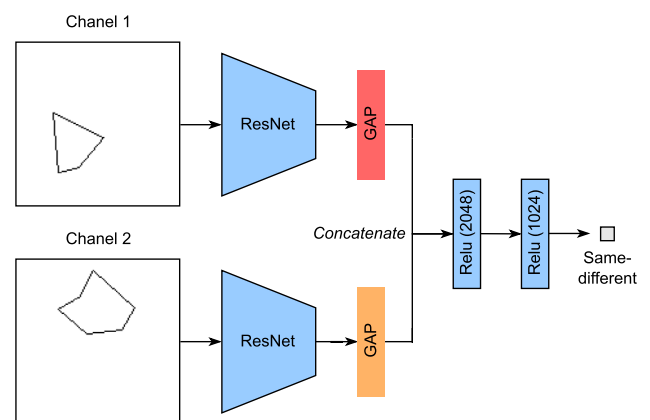 Chanel 1
ResNet
GAP
Concatenate
Relu (2048)
Relu (1024)
Same-
different
Chanel 2
ResNet
GAP